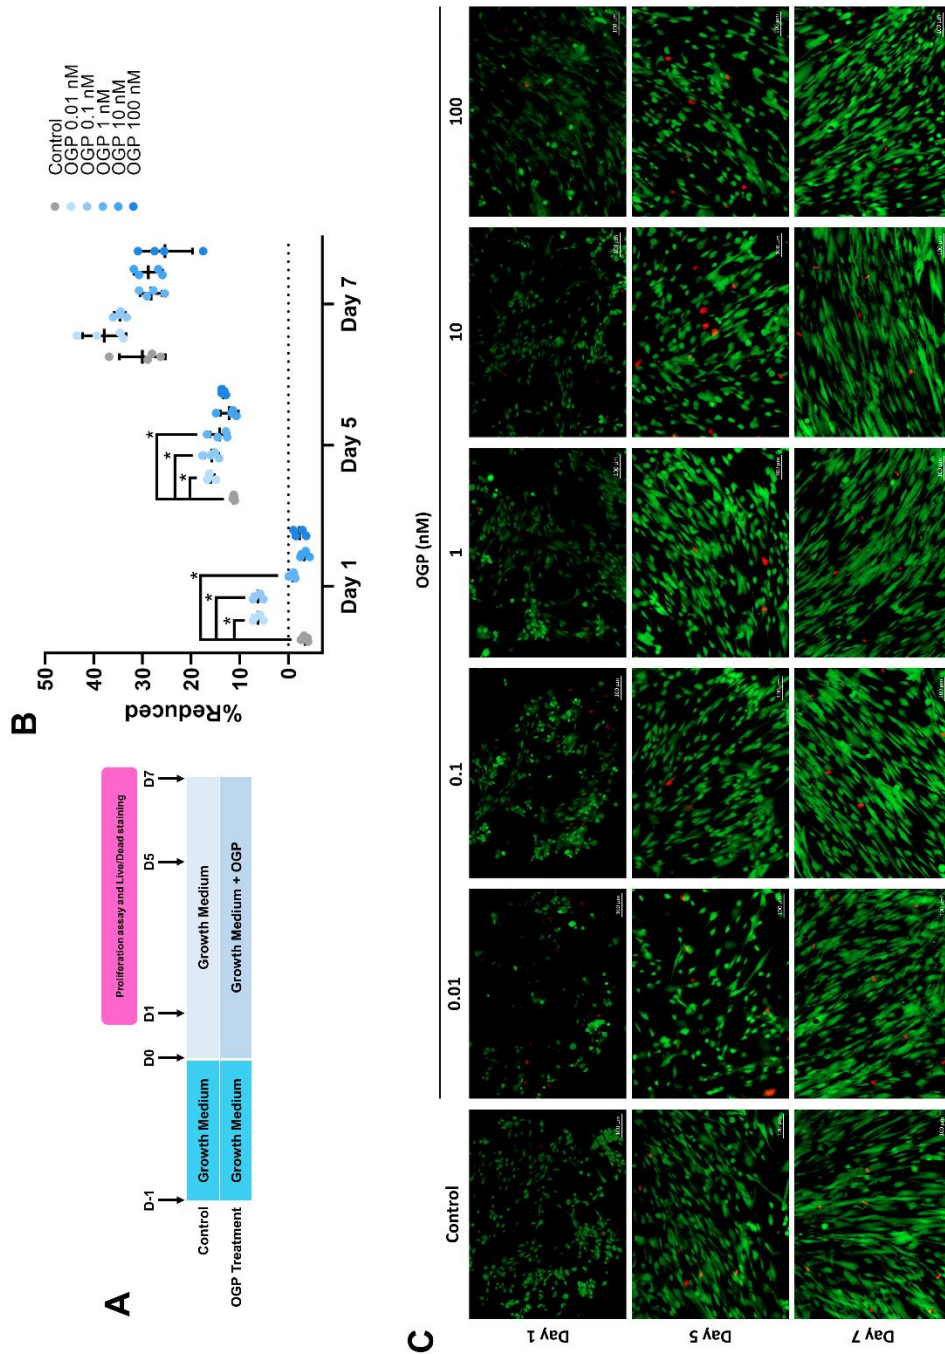 A
Proliferation assay and Live/Dead staining
D-1
D0
D1
D5
D7
Control
Growth Medium
Growth Medium
OGP Treatment
Growth Medium
Growth Medium + OGP
B
%Reduced
50
40
30
20
10
0
*
*
*
*
*
*
Day 1
Day 5
Day 7
Control
OGP 0.01 nM
OGP 0.1 nM
OGP 1 nM
OGP 10 nM
OGP 100 nM
C
OGP (nM)
Control
0.01
0.1
1
10
100
Day 1
Day 5
Day 7